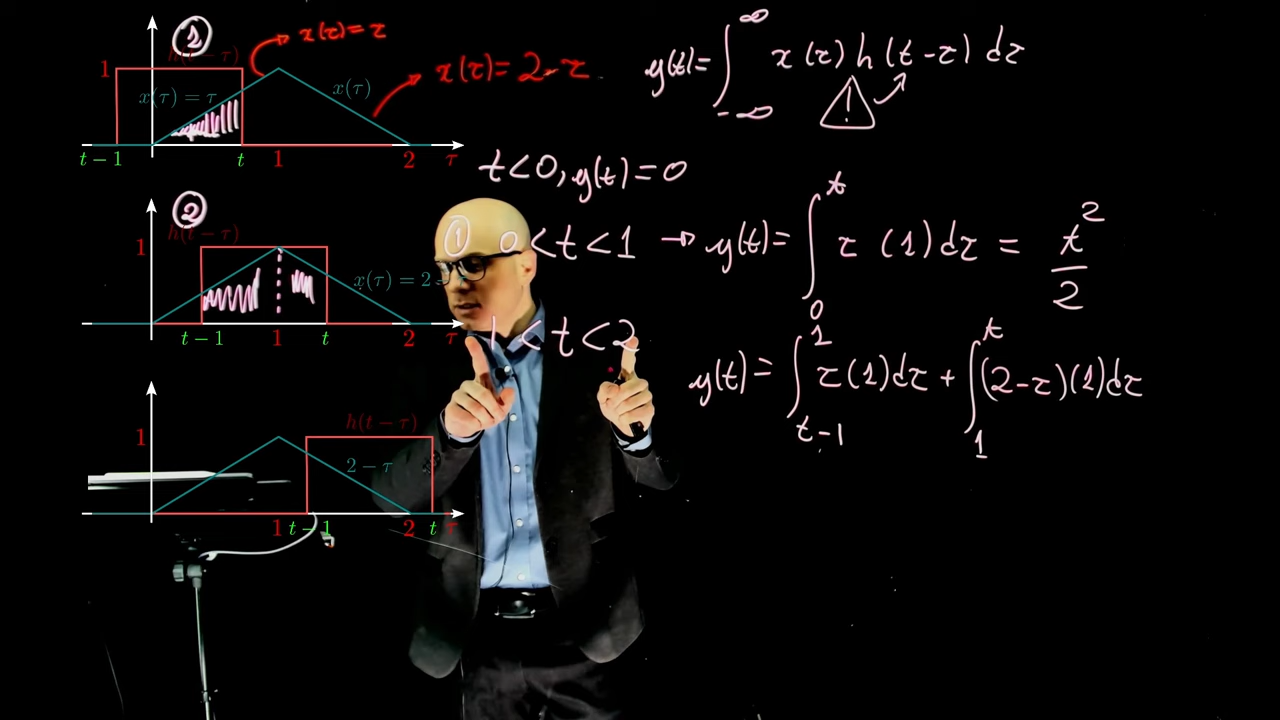 ①
x(τ) = τ
h(t − τ)
1
x(τ) = τ
x(τ)
x(τ) = 2-τ
t − 1
t
1
2
τ
y(t) = ∫_{-∞}^{∞} x(τ) h(t-τ) dτ
!
t<0, y(t) = 0
②
h(t − τ)
1
x(τ) = 2
t − 1
1
t
2
τ
① 0<t<1 → y(t) = ∫_0^t τ (1) dτ = t²/2
1<t<2
y(t) = ∫_{t-1}^1 τ(1)dτ + ∫_1^t (2-τ)(1)dτ
h(t − τ)
1
2 − τ
1
t − 1
2
t
τ